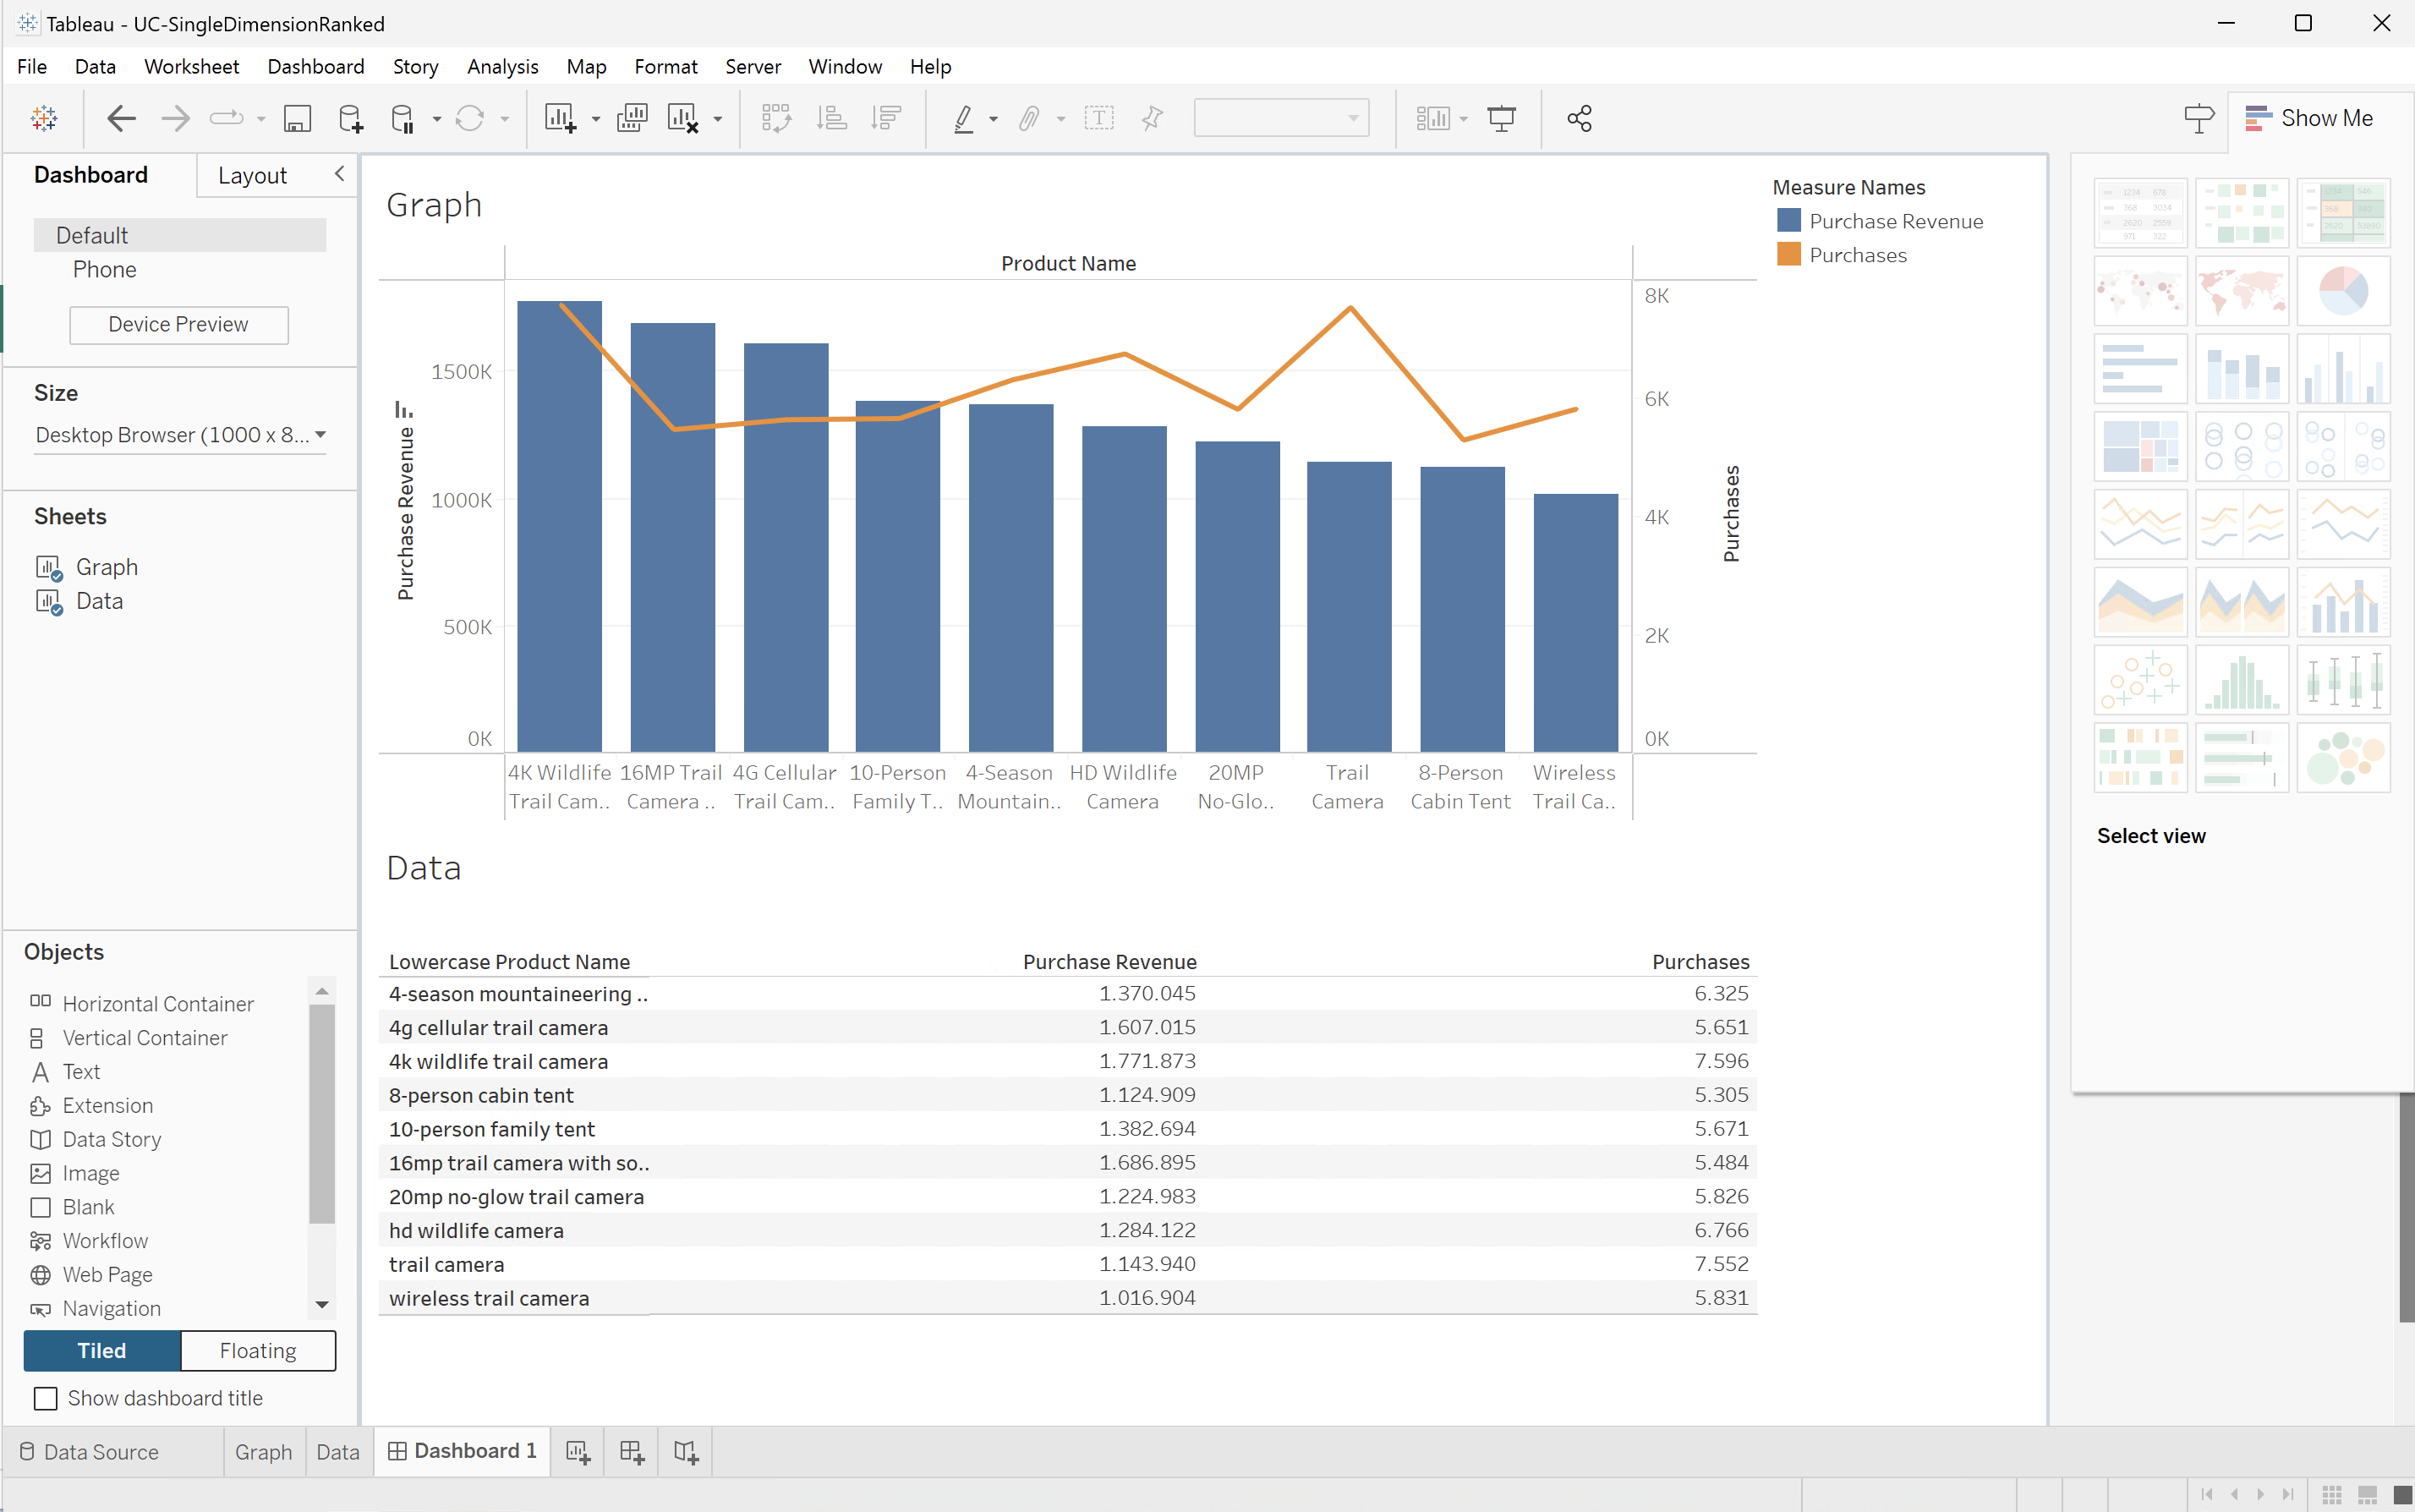 Tableau - UC-SingleDimensionRanked
File Data Worksheet Dashboard Story Analysis Map Format Server Window Help
Show Me
Dashboard Layout
Default
Phone
Device Preview
Size
Desktop Browser (1000 x 8...
Sheets
Graph
Data
Objects
Horizontal Container
Vertical Container
Text
Extension
Data Story
Image
Blank
Workflow
Web Page
Navigation
Tiled Floating
Show dashboard title
Graph
Product Name
Purchase Revenue
1500K
1000K
500K
0K
8K
6K
4K
2K
0K
Purchases
4K Wildlife
Trail Cam..
16MP Trail
Camera ..
4G Cellular
Trail Cam..
10-Person
Family T..
4-Season
Mountain..
HD Wildlife
Camera
20MP
No-Glo..
Trail
Camera
8-Person
Cabin Tent
Wireless
Trail Ca..
Measure Names
Purchase Revenue
Purchases
Data
Lowercase Product Name Purchase Revenue Purchases
4-season mountaineering .. 1.370.045 6.325
4g cellular trail camera 1.607.015 5.651
4k wildlife trail camera 1.771.873 7.596
8-person cabin tent 1.124.909 5.305
10-person family tent 1.382.694 5.671
16mp trail camera with so.. 1.686.895 5.484
20mp no-glow trail camera 1.224.983 5.826
hd wildlife camera 1.284.122 6.766
trail camera 1.143.940 7.552
wireless trail camera 1.016.904 5.831
Select view
Data Source Graph Data Dashboard 1